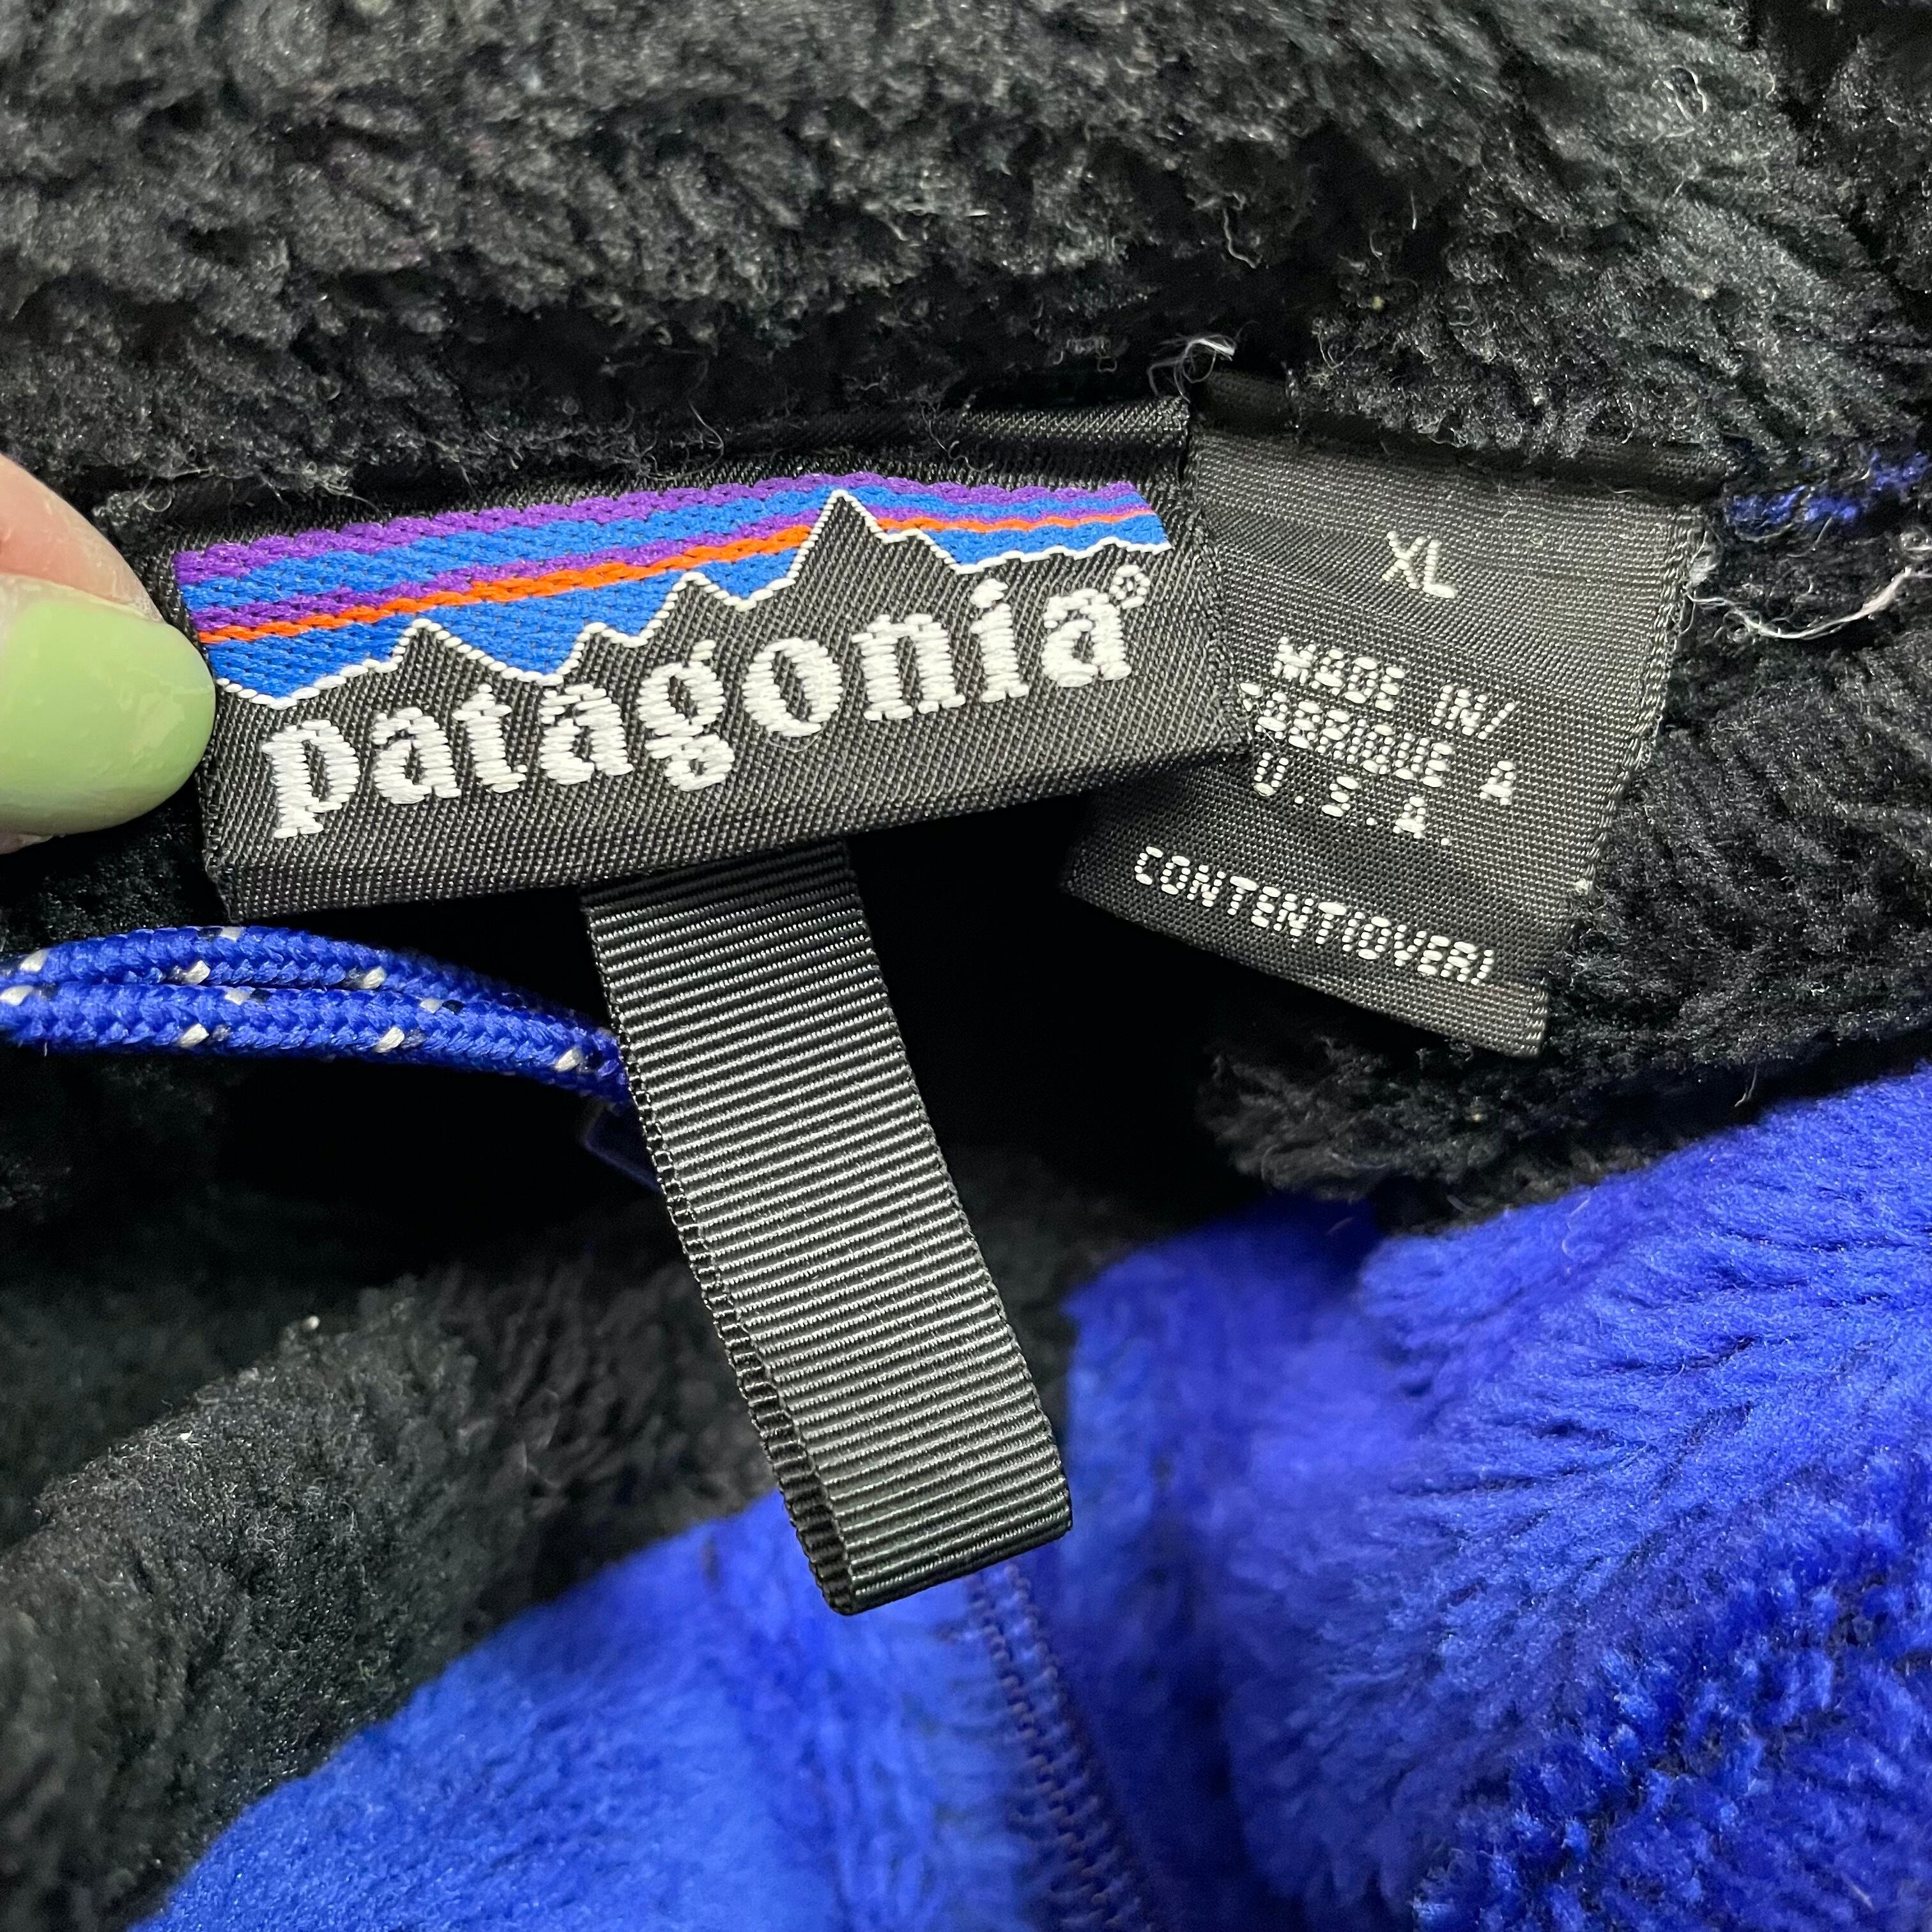 patagonia®
XL
MADE IN/
FABRIQUE A
U.S.A.
CONTENT(OVER)